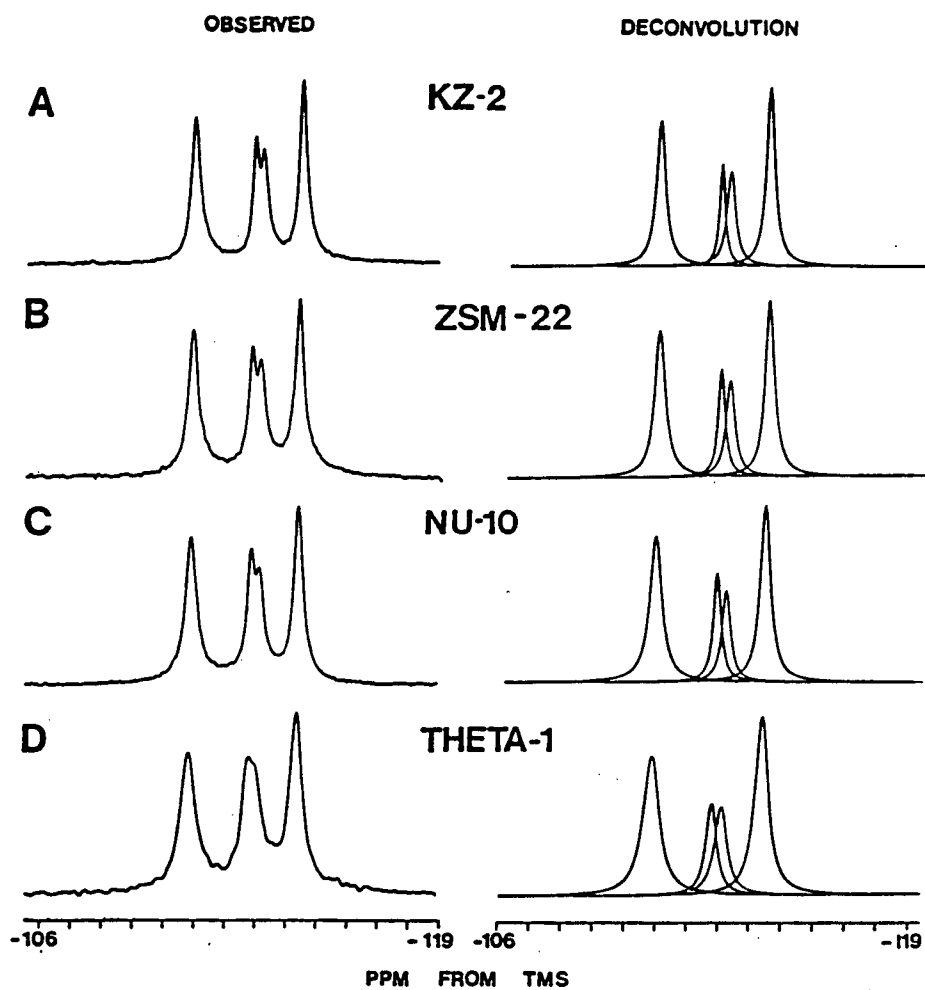 OBSERVED DECONVOLUTION
A KZ-2
B ZSM-22
C NU-10
D THETA-1
-106 -119 -106 -119
PPM FROM TMS